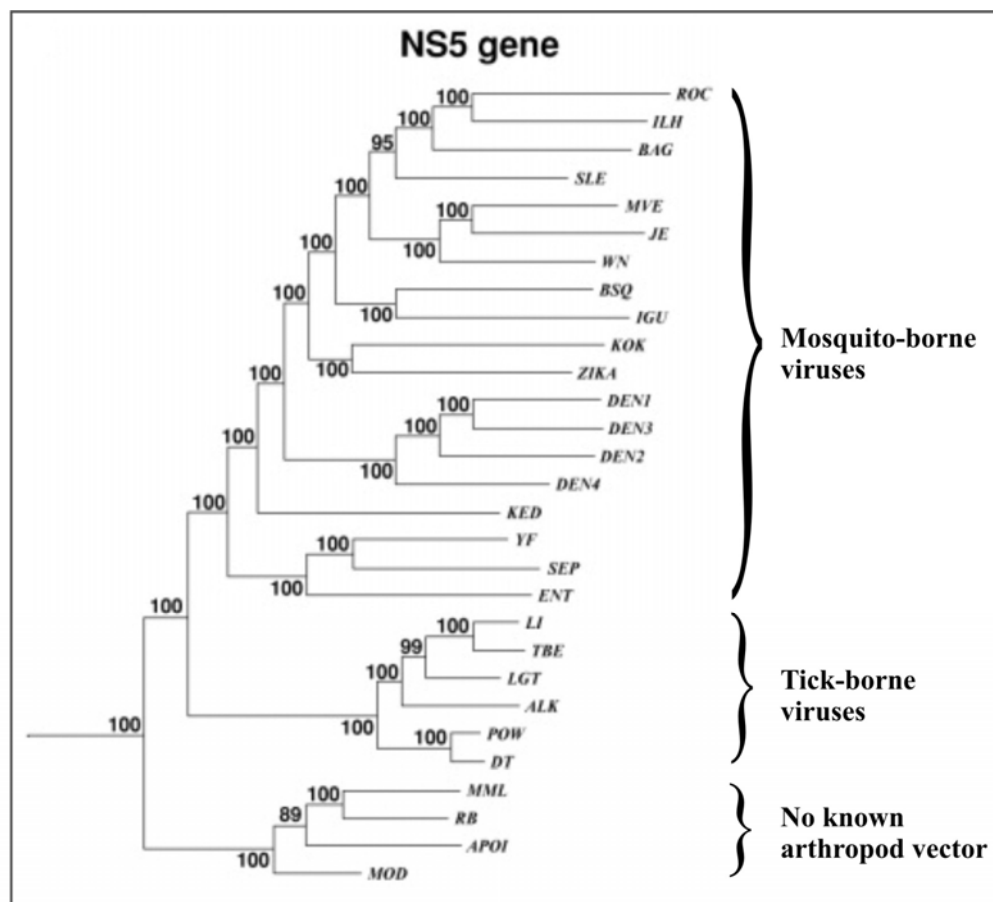 NS5 gene
100 ROC
100 ILH
95 BAG
SLE
100 100 MVE
JE
100 100 WN
BSQ
100 100 IGU
KOK
100 ZIKA
100 DEN1
100 DEN3
100 DEN2
100 100 DEN4
100 KED
100 YF
SEP
100 ENT
100 100 LI
99 TBE
LGT
100 ALK
100 100 POW
100 DT
100 MML
89 RB
APOI
100 MOD
Mosquito-borne
viruses
Tick-borne
viruses
No known
arthropod vector